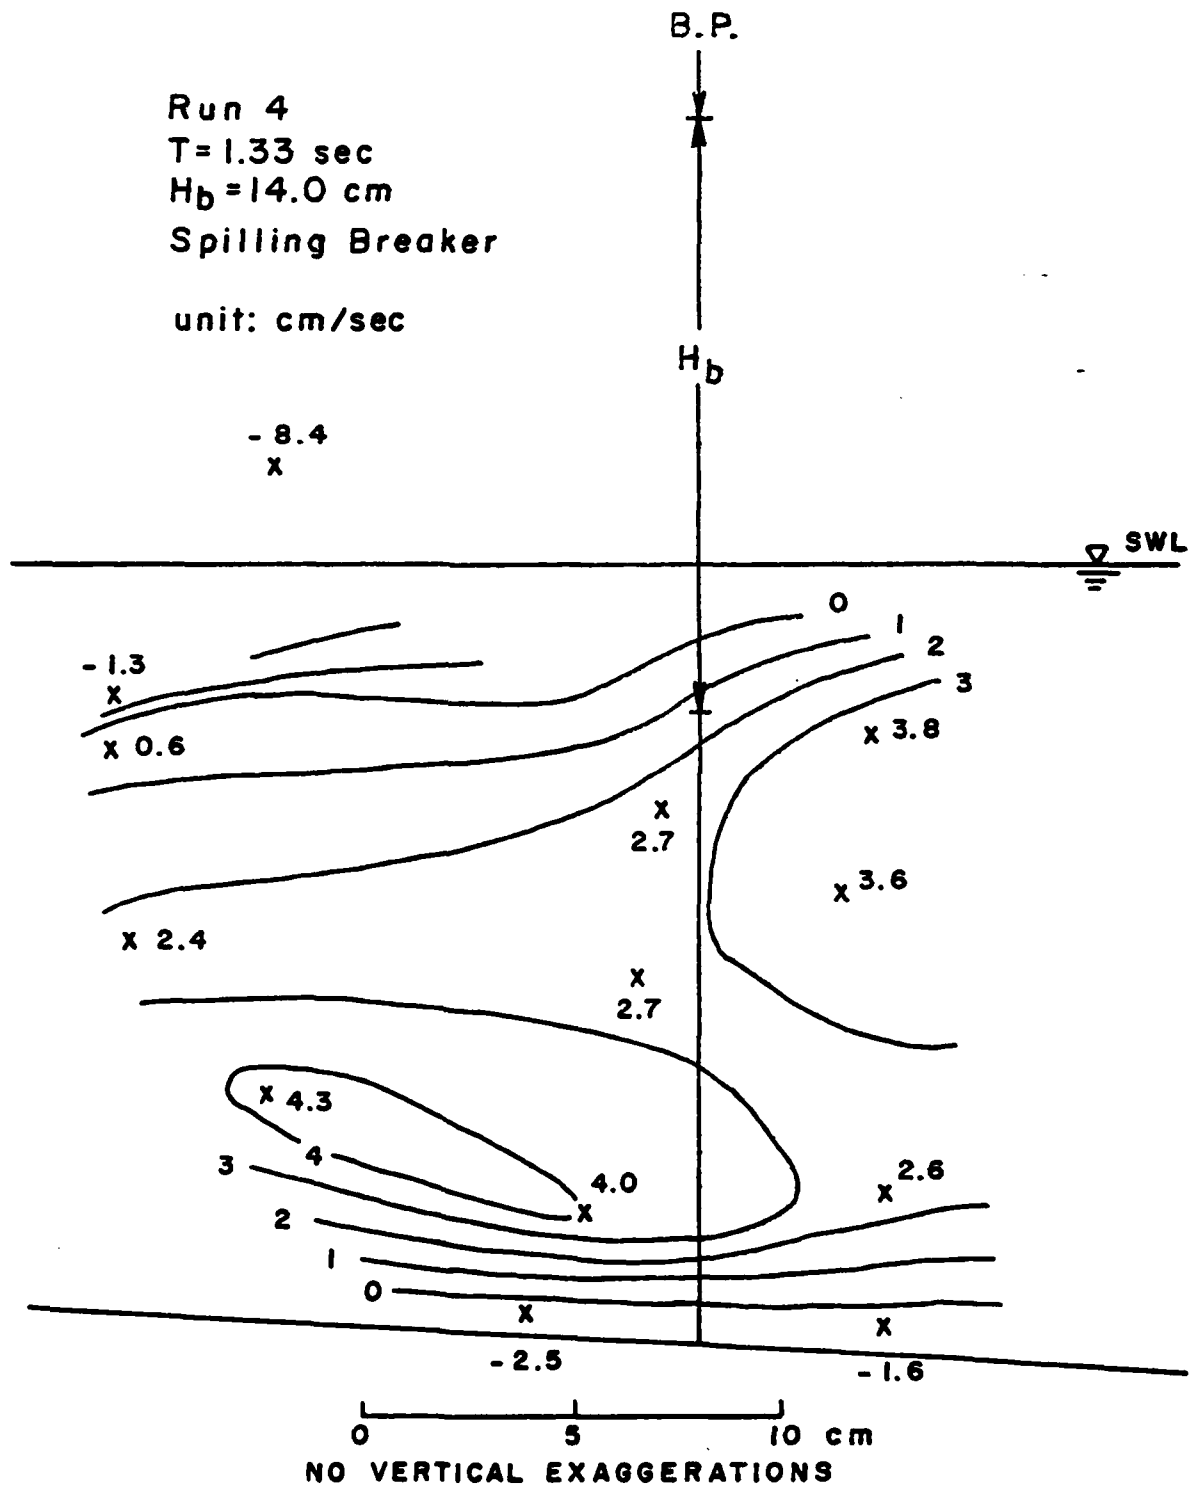 B.P.
Run 4
T=1.33 sec
Hb=14.0 cm
Spilling Breaker
unit: cm/sec
Hb
-8.4
x
SWL
0
1
2
3
-1.3
x
x 0.6
x 3.8
x
2.7
x 3.6
x 2.4
x
2.7
x 4.3
4
3
4.0
x
2.6
x
2
1
0
x
-2.5
x
-1.6
0 5 10 cm
NO VERTICAL EXAGGERATIONS